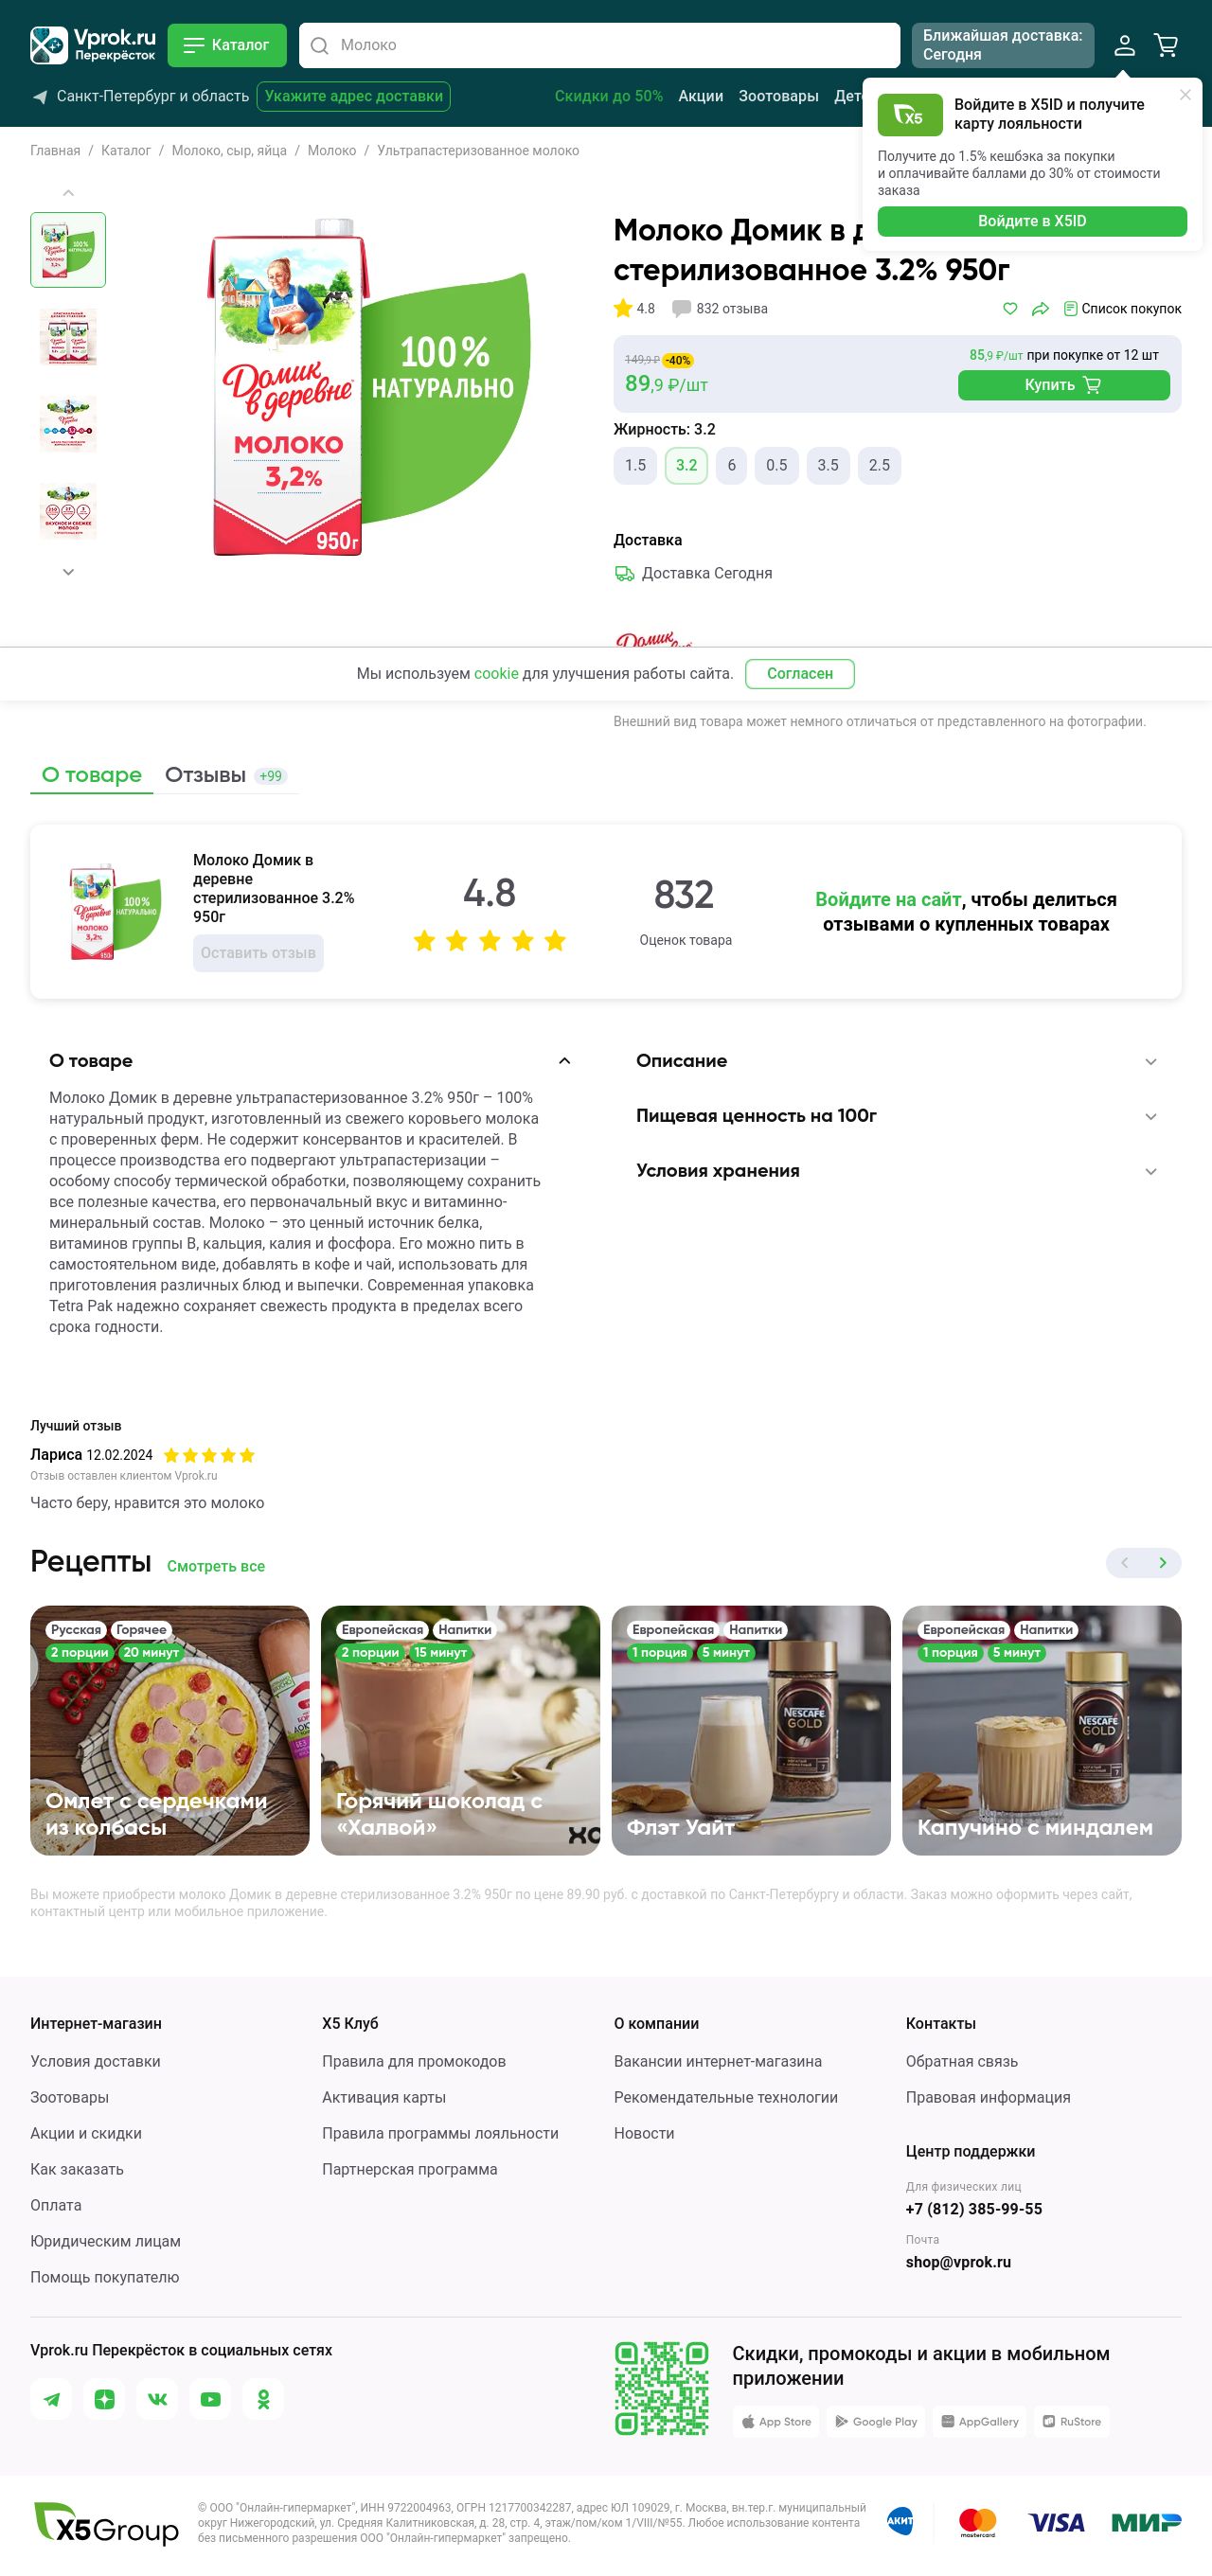 Vprok.ru
Перекрёсток
Каталог
Молоко
Ближайшая доставка:
Сегодня
Санкт-Петербург и область
Укажите адрес доставки
Скидки до 50%
Акции
Зоотовары
Войдите в X5ID и получите
карту лояльности
Получите до 1.5% кешбэка за покупки
и оплачивайте баллами до 30% от стоимости
заказа
Войдите в X5ID
Главная / Каталог / Молоко, сыр, яйца / Молоко / Ультрапастеризованное молоко
Домик
в деревне
МОЛОКО
3,2%
950г
100%
НАТУРАЛЬНО
Молоко Домик в
стерилизованное 3.2% 950г
4.8
832 отзыва
Список покупок
149,9 ₽ -40%
89,9 ₽/шт
85,9 ₽/шт при покупке от 12 шт
Купить
Жирность: 3.2
1.5 3.2 6 0.5 3.5 2.5
Доставка
Доставка Сегодня
Домик
Мы используем cookie для улучшения работы сайта.
Согласен
Внешний вид товара может немного отличаться от представленного на фотографии.
О товаре
Отзывы +99
Молоко Домик в
деревне
стерилизованное 3.2%
950г
Оставить отзыв
4.8
832
Оценок товара
Войдите на сайт, чтобы делиться
отзывами о купленных товарах
О товаре
Молоко Домик в деревне ультрапастеризованное 3.2% 950г – 100%
натуральный продукт, изготовленный из свежего коровьего молока
с проверенных ферм. Не содержит консервантов и красителей. В
процессе производства его подвергают ультрапастеризации –
особому способу термической обработки, позволяющему сохранить
все полезные качества, его первоначальный вкус и витаминно-
минеральный состав. Молоко – это ценный источник белка,
витаминов группы В, кальция, калия и фосфора. Его можно пить в
самостоятельном виде, добавлять в кофе и чай, использовать для
приготовления различных блюд и выпечки. Современная упаковка
Tetra Pak надежно сохраняет свежесть продукта в пределах всего
срока годности.
Описание
Пищевая ценность на 100г
Условия хранения
Лучший отзыв
Лариса 12.02.2024
Отзыв оставлен клиентом Vprok.ru
Часто беру, нравится это молоко
Рецепты
Смотреть все
Русская Горячее
2 порции 20 минут
Омлет с сердечками
из колбасы
Европейская Напитки
2 порции 15 минут
Горячий шоколад с
«Халвой»
Европейская Напитки
1 порция 5 минут
NESCAFÉ
GOLD
Флэт Уайт
Европейская Напитки
1 порция 5 минут
NESCAFÉ
GOLD
Капучино с миндалем
Вы можете приобрести молоко Домик в деревне стерилизованное 3.2% 950г по цене 89.90 руб. с доставкой по Санкт-Петербургу и области. Заказ можно оформить через сайт,
контактный центр или мобильное приложение.
Интернет-магазин
Условия доставки
Зоотовары
Акции и скидки
Как заказать
Оплата
Юридическим лицам
Помощь покупателю
Х5 Клуб
Правила для промокодов
Активация карты
Правила программы лояльности
Партнерская программа
О компании
Вакансии интернет-магазина
Рекомендательные технологии
Новости
Контакты
Обратная связь
Правовая информация
Центр поддержки
Для физических лиц
+7 (812) 385-99-55
Почта
shop@vprok.ru
Vprok.ru Перекрёсток в социальных сетях
Скидки, промокоды и акции в мобильном
приложении
App Store
Google Play
AppGallery
RuStore
X5Group
© ООО "Онлайн-гипермаркет", ИНН 9722004963, ОГРН 1217700342287, адрес ЮЛ 109029, г. Москва, вн.тер.г. муниципальный
округ Нижегородский, ул. Средняя Калитниковская, д. 28, стр. 4, этаж/пом/ком 1/VIII/№55. Любое использование контента
без письменного разрешения ООО "Онлайн-гипермаркет" запрещено.
АКИТ
mastercard
VISA
МИР